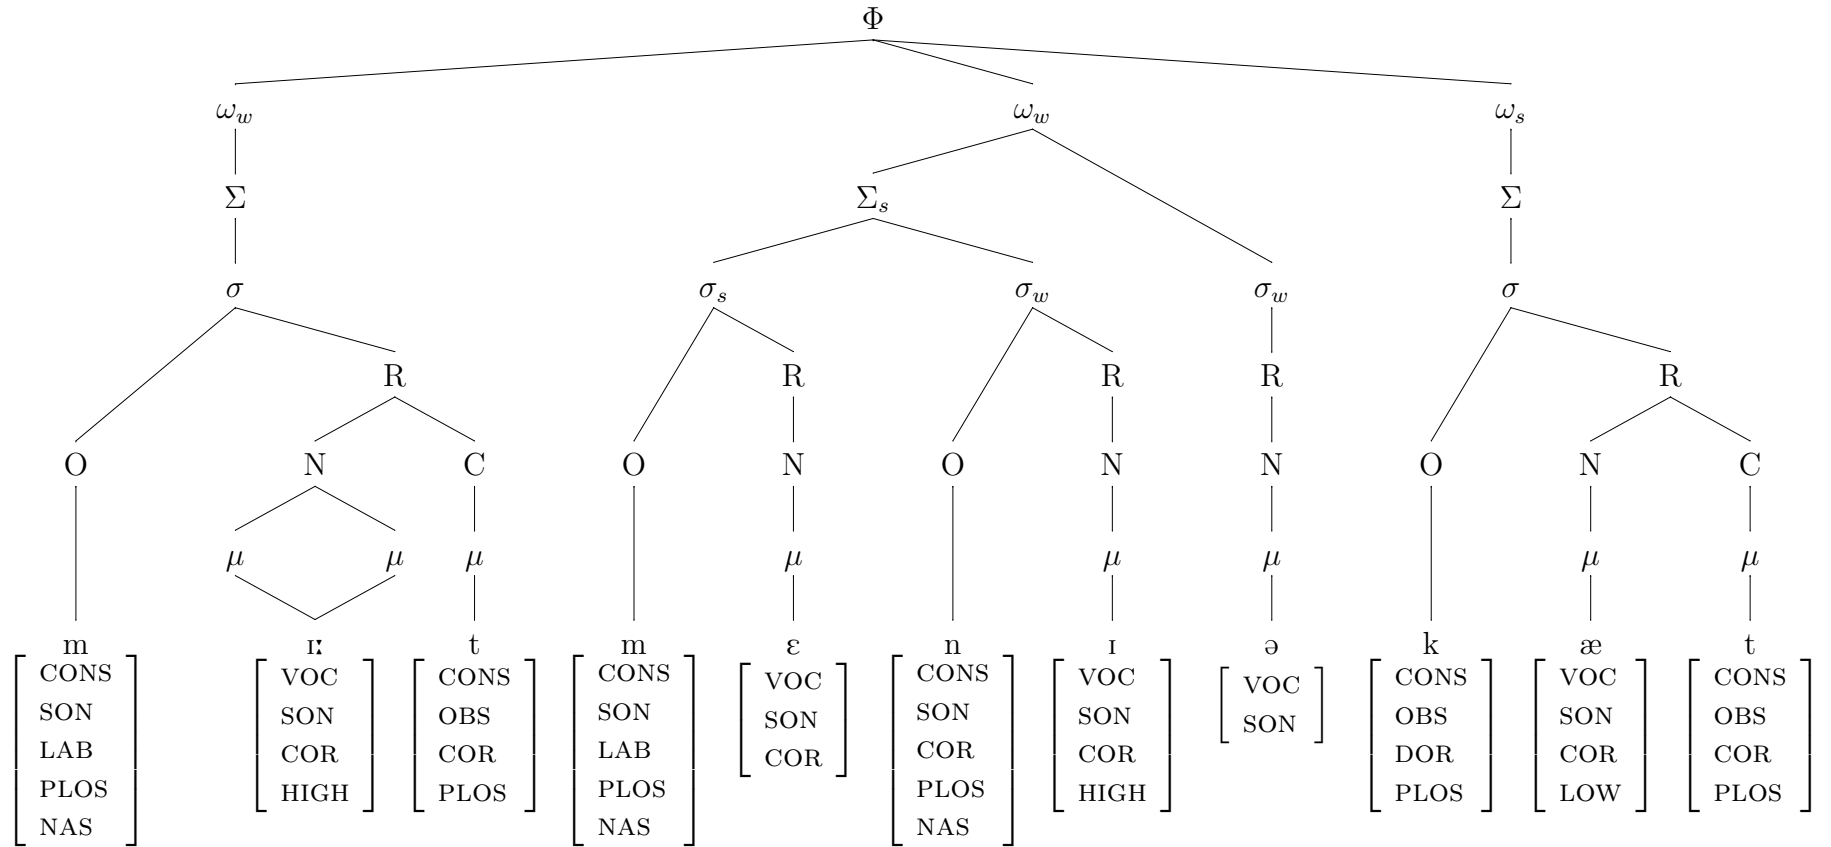 Φ
ω_w ω_w ω_s
Σ Σ_s Σ
σ σ_s σ_w σ_w σ
R R R R R
O N C O N O N N O N C
μ μ μ μ μ μ μ μ
m ɪː t m ɛ n ɪ ə k æ t
CONS VOC CONS CONS VOC CONS VOC VOC CONS VOC CONS
SON SON OBS SON SON SON SON SON OBS SON OBS
LAB COR COR LAB COR COR COR DOR COR COR
PLOS HIGH PLOS PLOS PLOS HIGH PLOS LOW PLOS
NAS NAS NAS